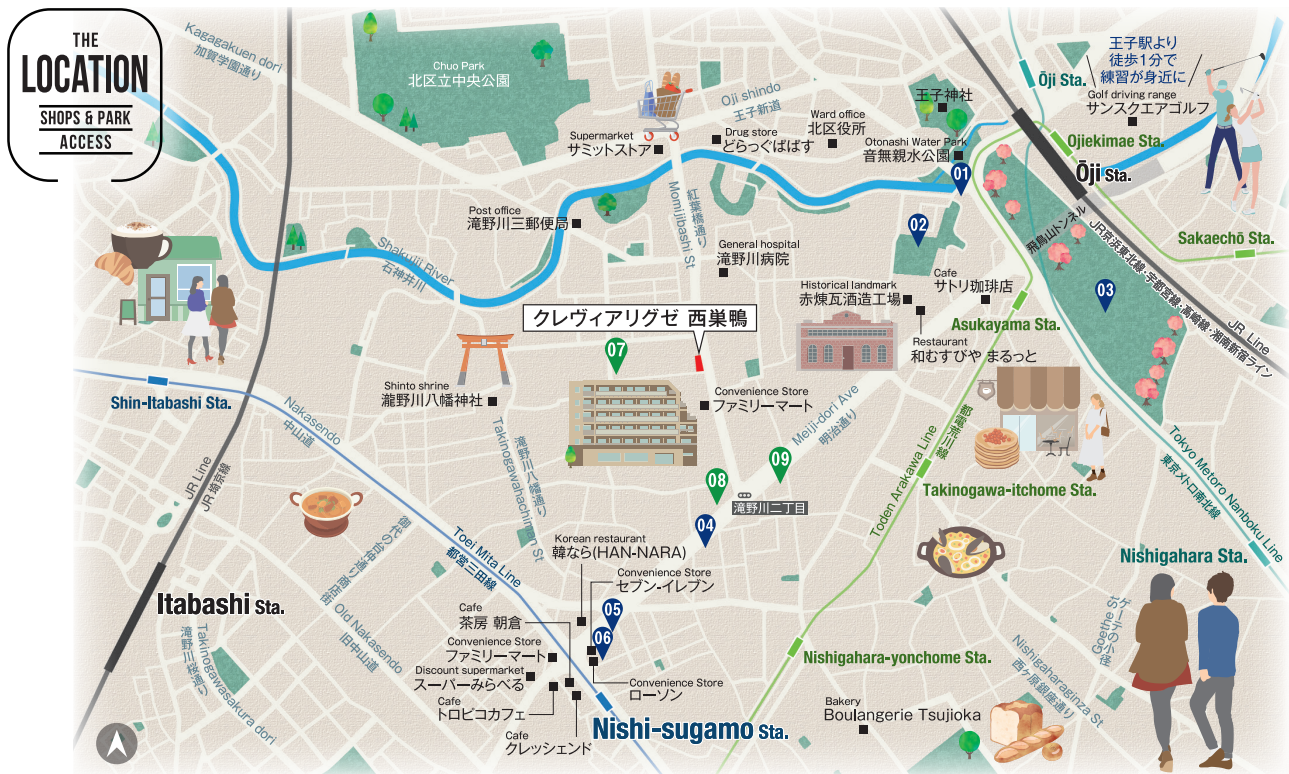 THE
LOCATION
SHOPS & PARK
ACCESS
Kagagakuen dori
加賀学園通り
Chuo Park
北区立中央公園
Oji shindo
王子新道
Supermarket
サミットストア
Drug store
どらっぐぱぱす
Ward office
北区役所
王子神社
Otonashi Water Park
音無親水公園
Ōji Sta.
王子駅より
徒歩1分で
練習が身近に
Golf driving range
サンスクエアゴルフ
Ojiekimae Sta.
Ōji Sta.
Sakaechō Sta.
01
02
03
飛鳥山トンネル
JR京浜東北線・宇都宮線・高崎線・湘南新宿ライン
JR Line
Post office
滝野川三郵便局
紅葉橋通り
Momijibashi St
General hospital
滝野川病院
Shakujii River
石神井川
Historical landmark
赤煉瓦酒造工場
Cafe
サトリ珈琲店
Asukayama Sta.
Restaurant
和むすびや まるっと
クレヴィアリグゼ 西巣鴨
07
Shinto shrine
瀧野川八幡神社
Convenience Store
ファミリーマート
Meiji-dori Ave
明治通り
Shin-Itabashi Sta.
Nakasendo
中山道
JR Line
JR 埼京線
滝野川八幡通り
Takinogawahachiman St
09
08
滝野川二丁目
04
都電荒川線
Toden Arakawa Line
Takinogawa-itchome Sta.
Tokyo Metoro Nanboku Line
東京メトロ南北線
Nishigahara Sta.
Toei Mita Line
都営三田線
御代の台仲通り商店街
Old Nakasendo
旧中山道
Itabashi Sta.
Takinogawasakura dori
滝野川桜通り
Korean restaurant
韓なら(HAN-NARA)
Convenience Store
セブン-イレブン
05
06
Cafe
茶房 朝倉
Convenience Store
ファミリーマート
Discount supermarket
スーパーみらべる
Cafe
トロピコカフェ
Cafe
クレッシェンド
Convenience Store
ローソン
Nishi-sugamo Sta.
Nishigahara-yonchome Sta.
Goethe St
ゲーテの小径
Nishigaharaginza St
西ヶ原銀座通り
Bakery
Boulangerie Tsujioka